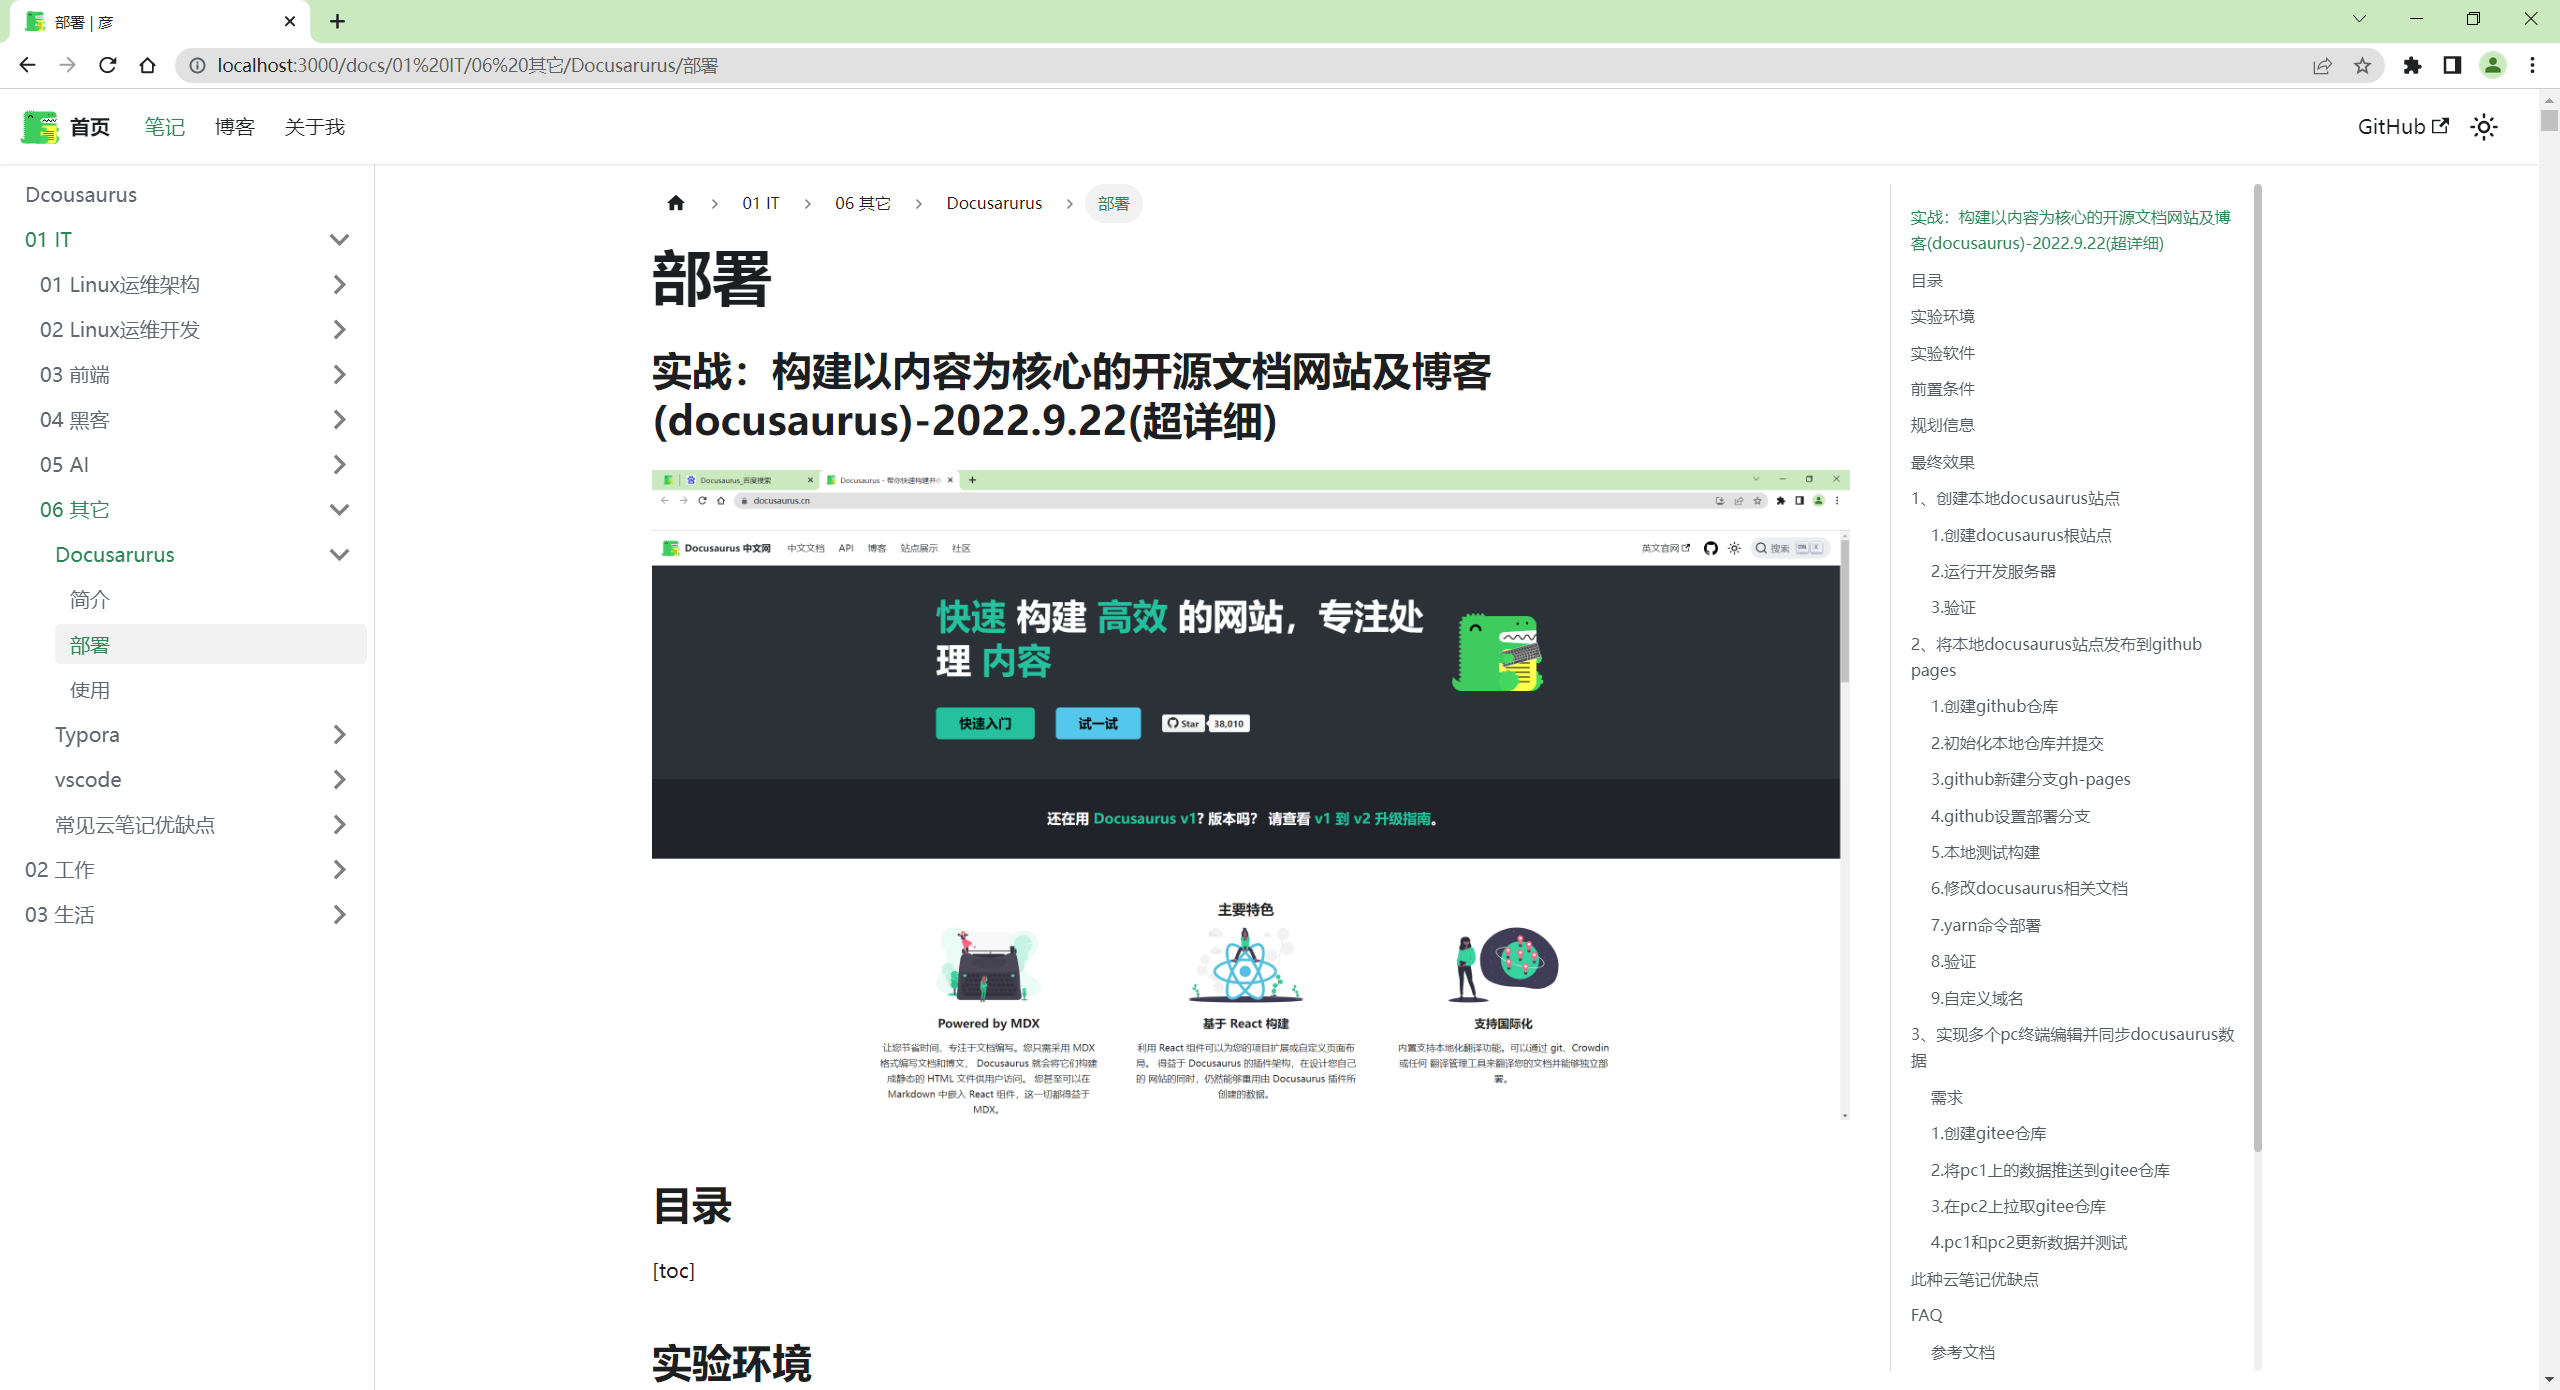 部署 | 彦
localhost:3000/docs/01%20IT/06%20其它/Docusarurus/部署
首页
笔记
博客
关于我
GitHub
Dcousaurus
01 IT
01 Linux运维架构
02 Linux运维开发
03 前端
04 黑客
05 AI
06 其它
Docusarurus
简介
部署
使用
Typora
vscode
常见云笔记优缺点
02 工作
03 生活
01 IT
06 其它
Docusarurus
部署
部署
实战：构建以内容为核心的开源文档网站及博客
(docusaurus)-2022.9.22(超详细)
Docusaurus_百度搜索
Docusaurus - 帮你快速构建并
docusaurus.cn
Docusaurus 中文网
中文文档
API
博客
站点展示
社区
英文官网
搜索
快速 构建 高效 的网站，专注处
理 内容
快速入门
试一试
Star
38,010
还在用 Docusaurus v1? 版本吗？ 请查看 v1 到 v2 升级指南。
主要特色
Powered by MDX
让您节省时间、专注于文档编写。您只需采用 MDX
格式编写文档和博文， Docusaurus 就会将它们构建
成静态的 HTML 文件供用户访问。 您甚至可以在
Markdown 中嵌入 React 组件，这一切都得益于
MDX。
基于 React 构建
利用 React 组件可以为您的项目扩展或自定义页面布
局。 得益于 Docusaurus 的插件架构，在设计您自己
的 网站的同时，仍然能够重用由 Docusaurus 插件所
创建的数据。
支持国际化
内置支持本地化翻译功能。可以通过 git、Crowdin
或任何 翻译管理工具来翻译您的文档并能够独立部
署。
目录
[toc]
实验环境
实战：构建以内容为核心的开源文档网站及博
客(docusaurus)-2022.9.22(超详细)
目录
实验环境
实验软件
前置条件
规划信息
最终效果
1、创建本地docusaurus站点
1.创建docusaurus根站点
2.运行开发服务器
3.验证
2、将本地docusaurus站点发布到github
pages
1.创建github仓库
2.初始化本地仓库并提交
3.github新建分支gh-pages
4.github设置部署分支
5.本地测试构建
6.修改docusaurus相关文档
7.yarn命令部署
8.验证
9.自定义域名
3、实现多个pc终端编辑并同步docusaurus数
据
需求
1.创建gitee仓库
2.将pc1上的数据推送到gitee仓库
3.在pc2上拉取gitee仓库
4.pc1和pc2更新数据并测试
此种云笔记优缺点
FAQ
参考文档